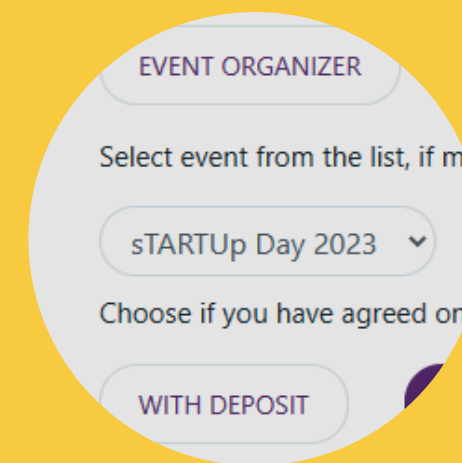 EVENT ORGANIZER
Select event from the list, if m
sTARTUp Day 2023
Choose if you have agreed on
WITH DEPOSIT